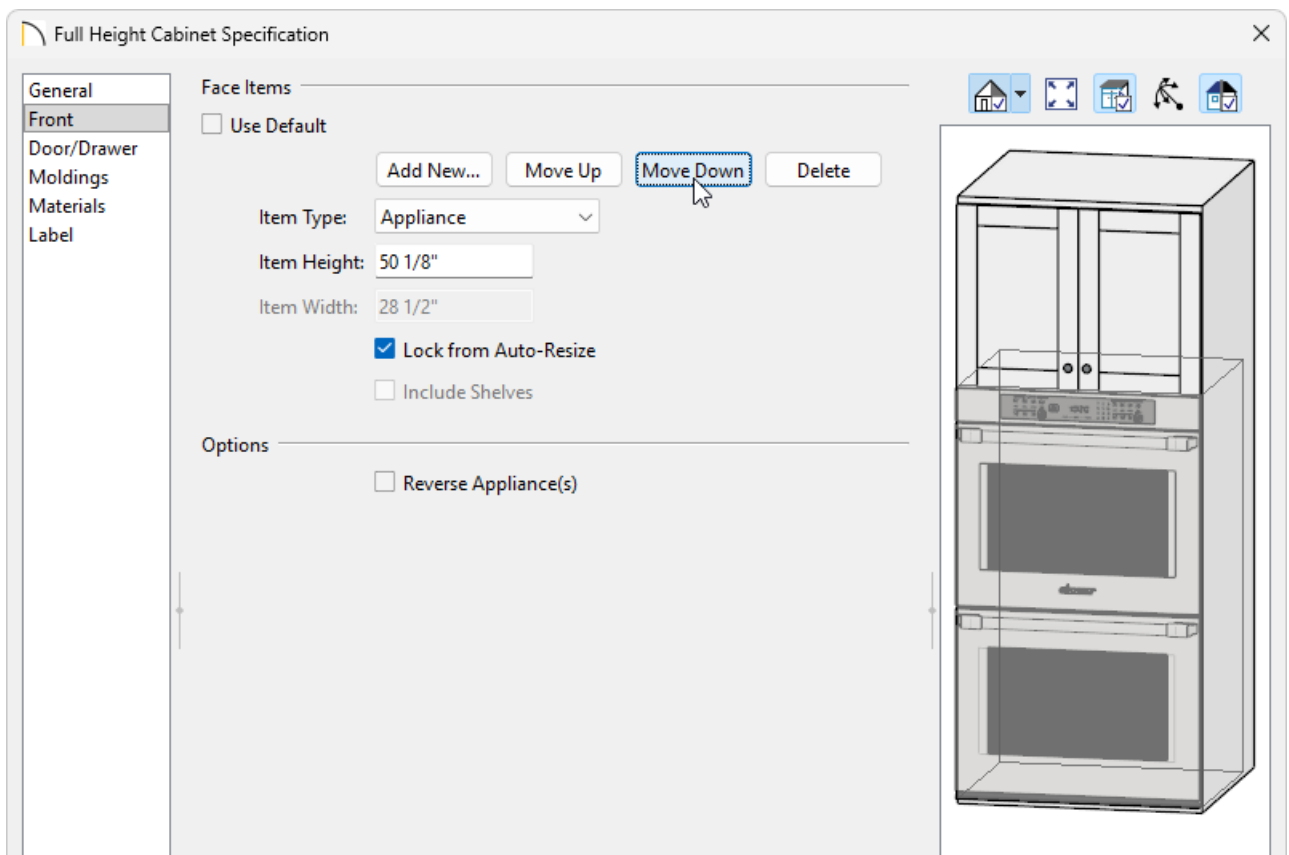 Full Height Cabinet Specification
General
Front
Door/Drawer
Moldings
Materials
Label
Face Items
Use Default
Add New... Move Up Move Down Delete
Item Type: Appliance
Item Height: 50 1/8"
Item Width: 28 1/2"
Lock from Auto-Resize
Include Shelves
Options
Reverse Appliance(s)